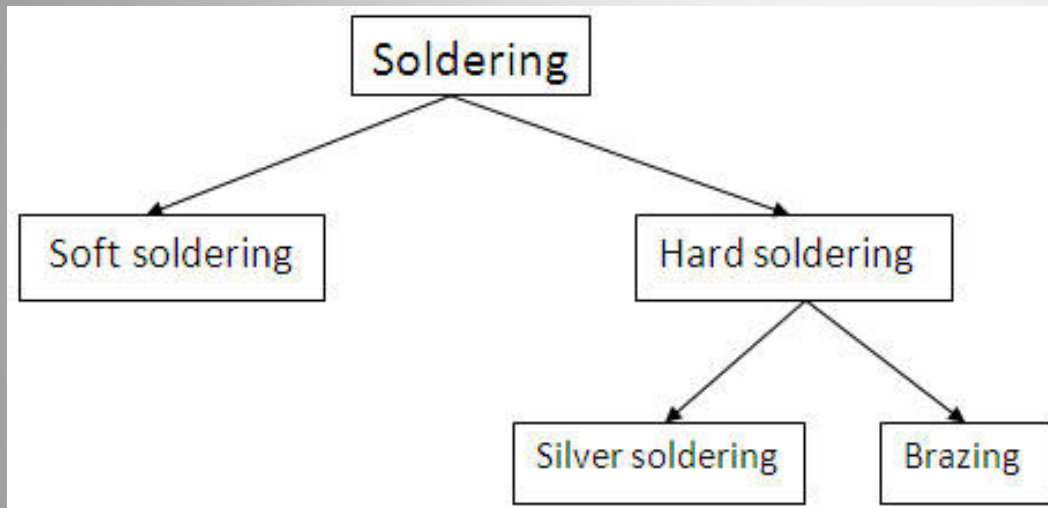 Soldering
Soft soldering
Hard soldering
Silver soldering
Brazing